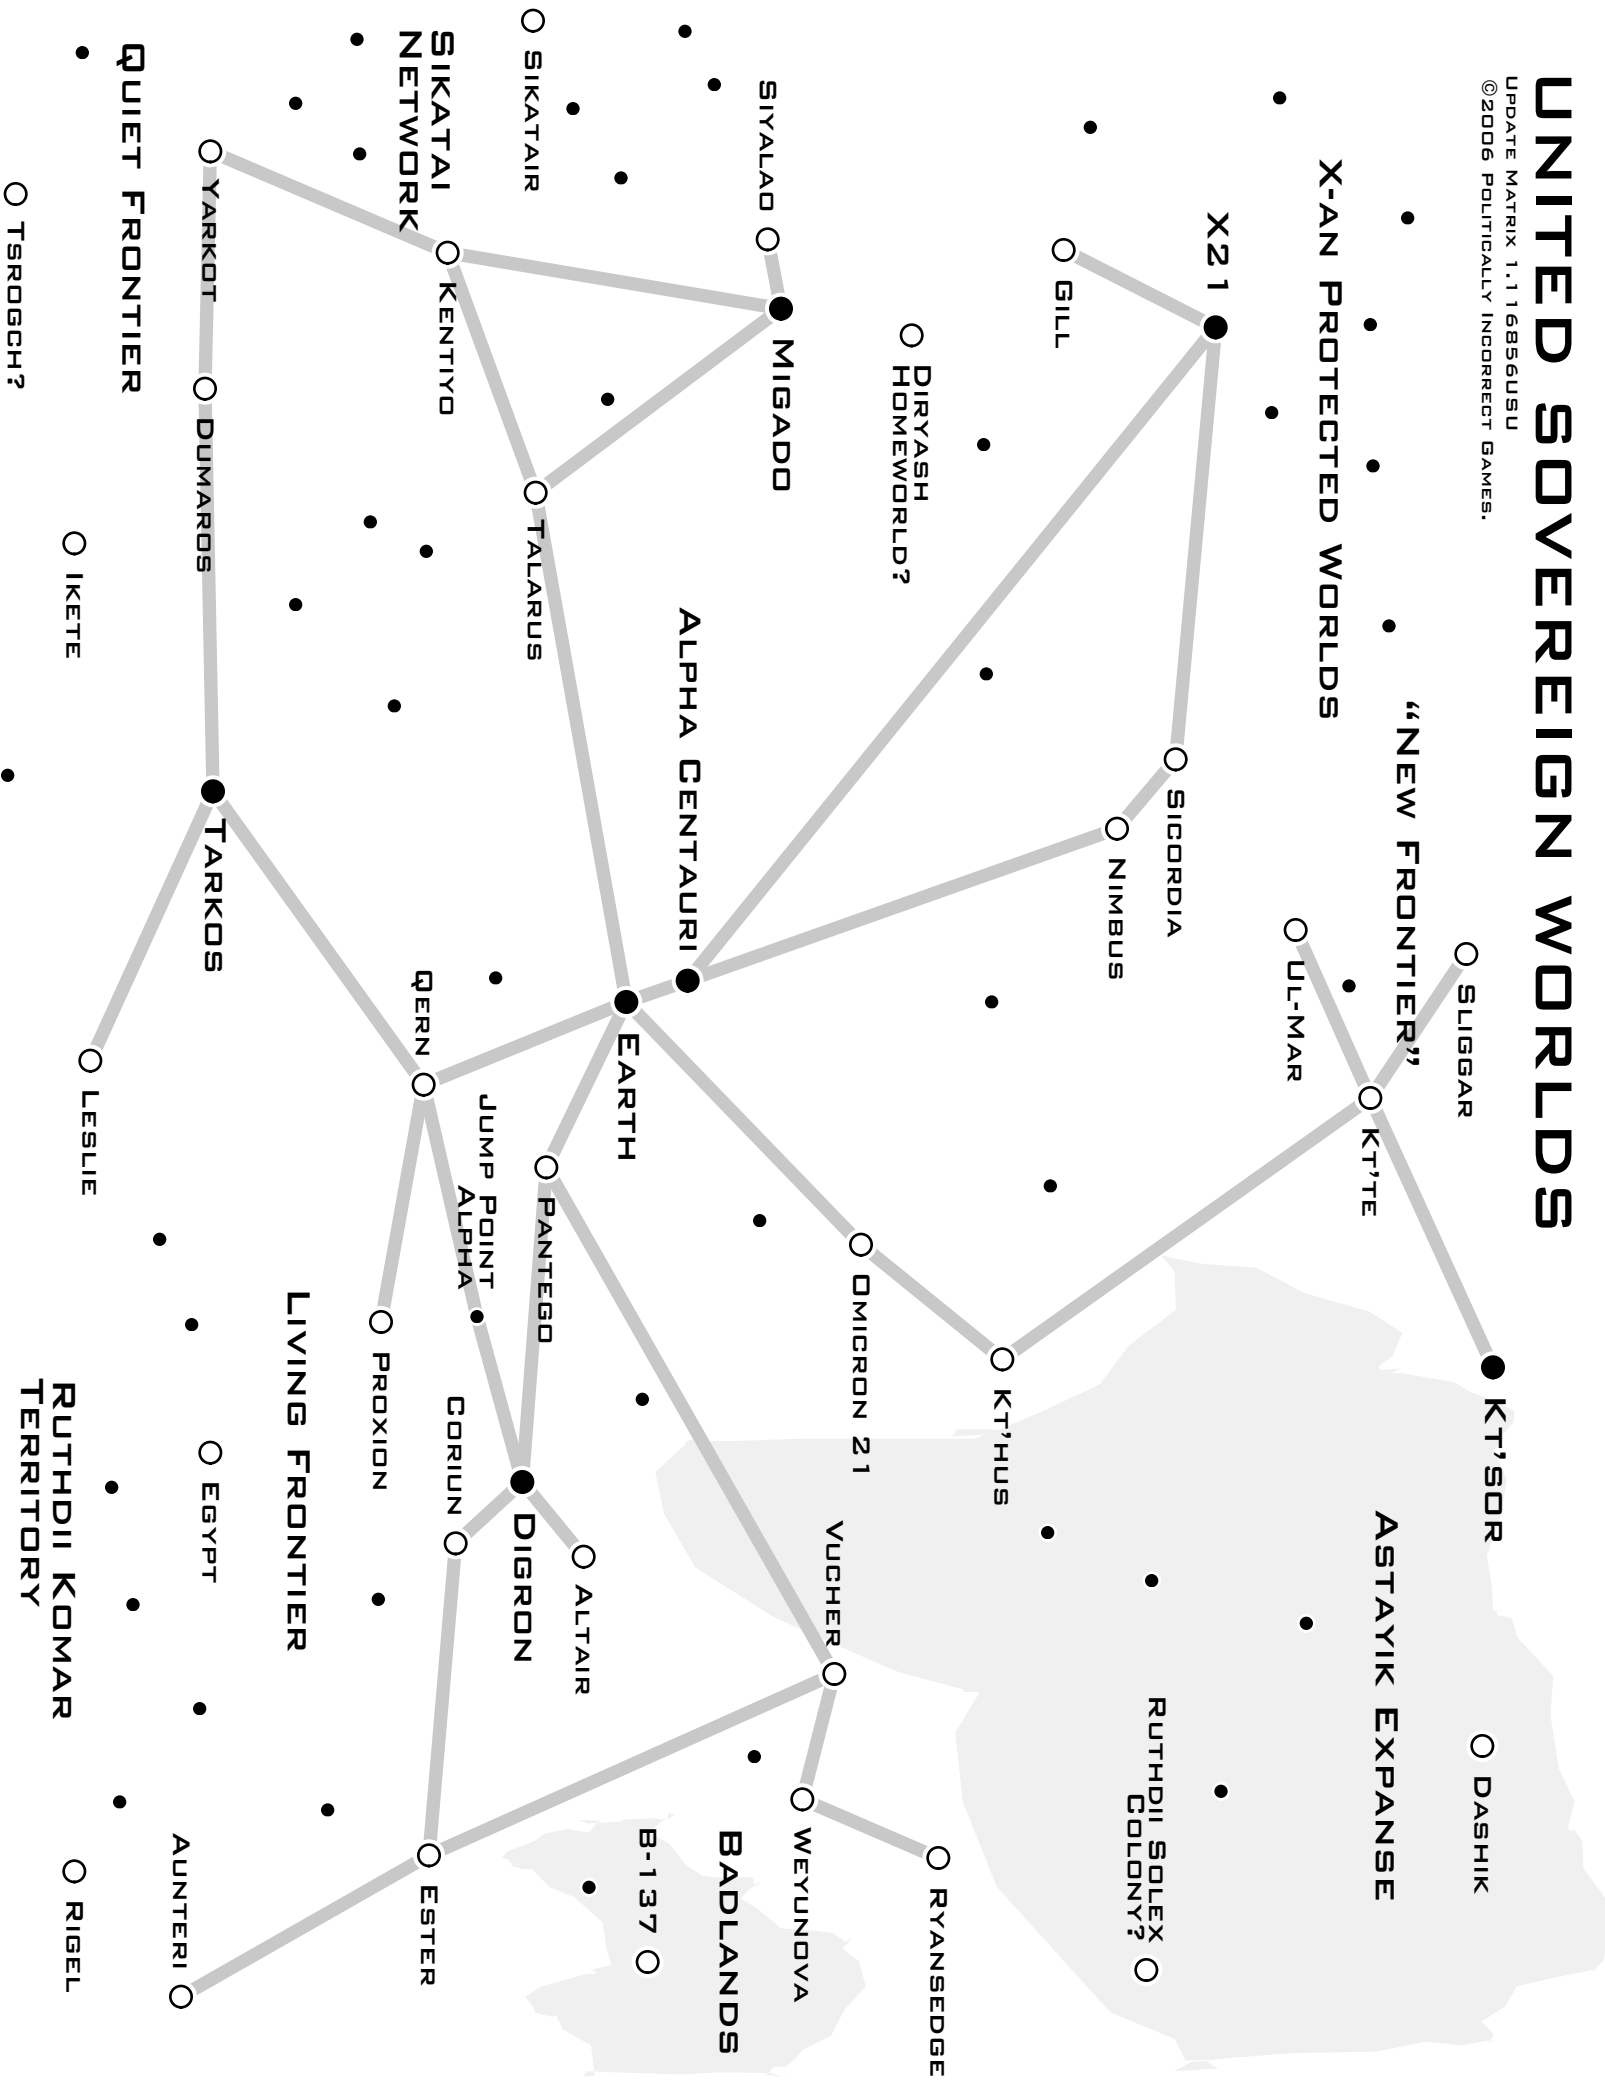 UNITED SOVEREIGN WORLDS
UPDATE MATRIX 1.116856USU
©2006 POLITICALLY INCORRECT GAMES.
SLIGGAR
KT'SOR
DASHIK
"NEW FRONTIER"
KT'TE
ASTAYIK EXPANSE
X-AN PROTECTED WORLDS
UL-MAR
X21
SICORDIA
NIMBUS
RUTHDII SOLEX
COLONY?
GILL
KT'HUS
DIRYASH
HOMEWORLD?
RYANSEDGE
OMICRON 21
VUCHER
WEYUNOVA
SIYALAO
MIGADO
BADLANDS
ALPHA CENTAURI
EARTH
B-137
ALTAIR
SIKATAIR
TALARUS
PANTEGO
DIGRON
JUMP POINT
ALPHA
SIKATAI
NETWORK
KENTIYO
QERN
CORIUN
ESTER
PROXION
LIVING FRONTIER
YARKOT
DUMAROS
TARKOS
EGYPT
AUNTERI
QUIET FRONTIER
LESLIE
IKETE
RUTHDII KOMAR
TERRITORY
RIGEL
TSROGCH?